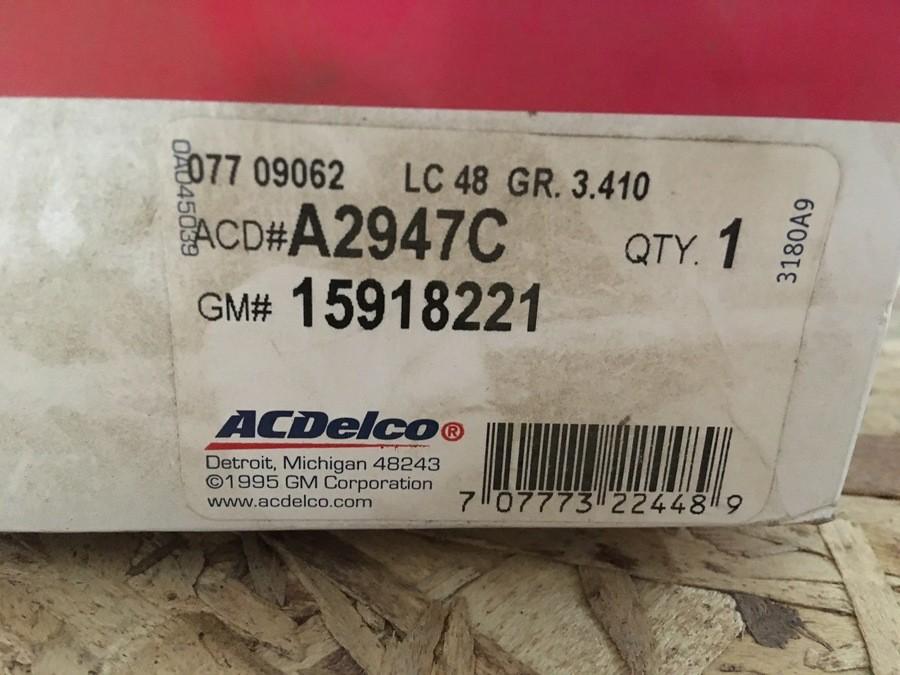 077 09062 LC 48 GR. 3.410
0A045039
ACD# A2947C QTY. 1
3180A9
GM# 15918221
ACDelco®
Detroit, Michigan 48243
©1995 GM Corporation
www.acdelco.com
7 07773 22448 9